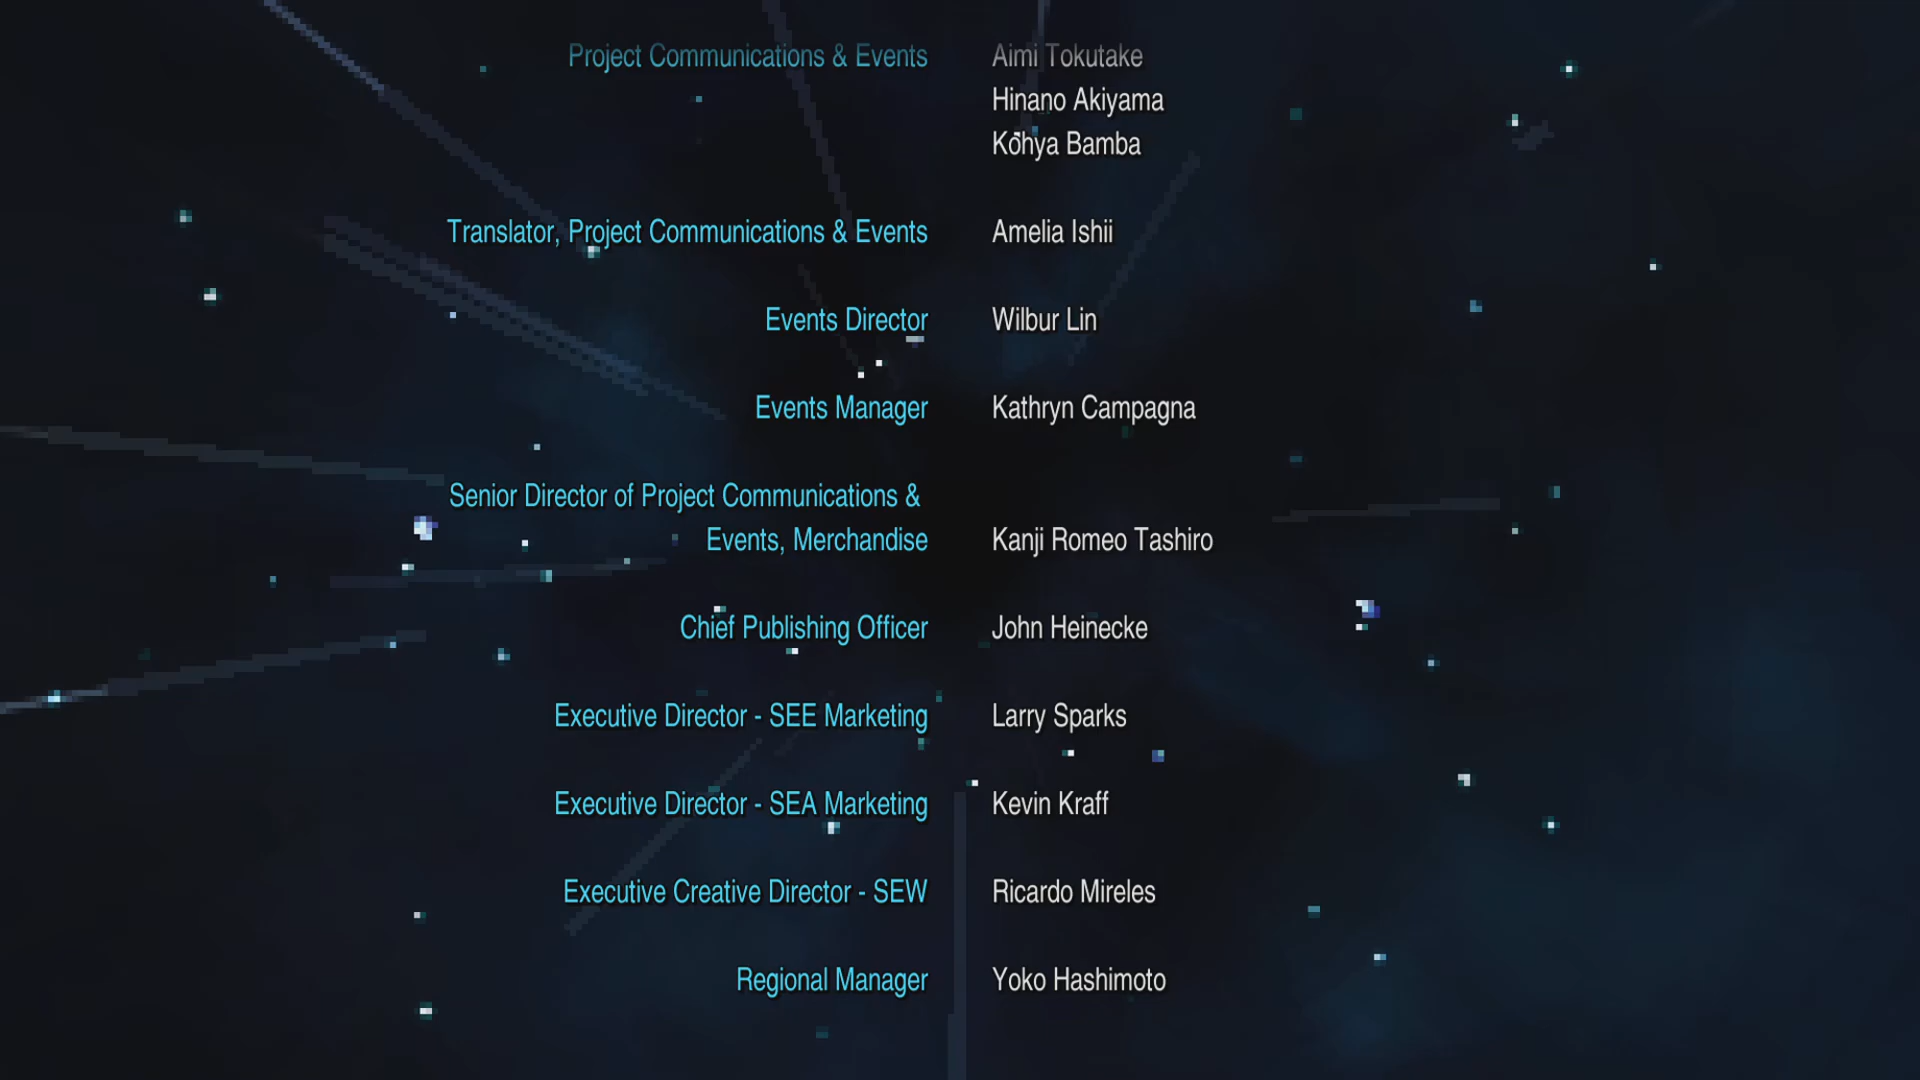 Project Communications & Events Aimi Tokutake
Hinano Akiyama
Kohya Bamba
Translator, Project Communications & Events Amelia Ishii
Events Director Wilbur Lin
Events Manager Kathryn Campagna
Senior Director of Project Communications &
Events, Merchandise Kanji Romeo Tashiro
Chief Publishing Officer John Heinecke
Executive Director - SEE Marketing Larry Sparks
Executive Director - SEA Marketing Kevin Kraff
Executive Creative Director - SEW Ricardo Mireles
Regional Manager Yoko Hashimoto